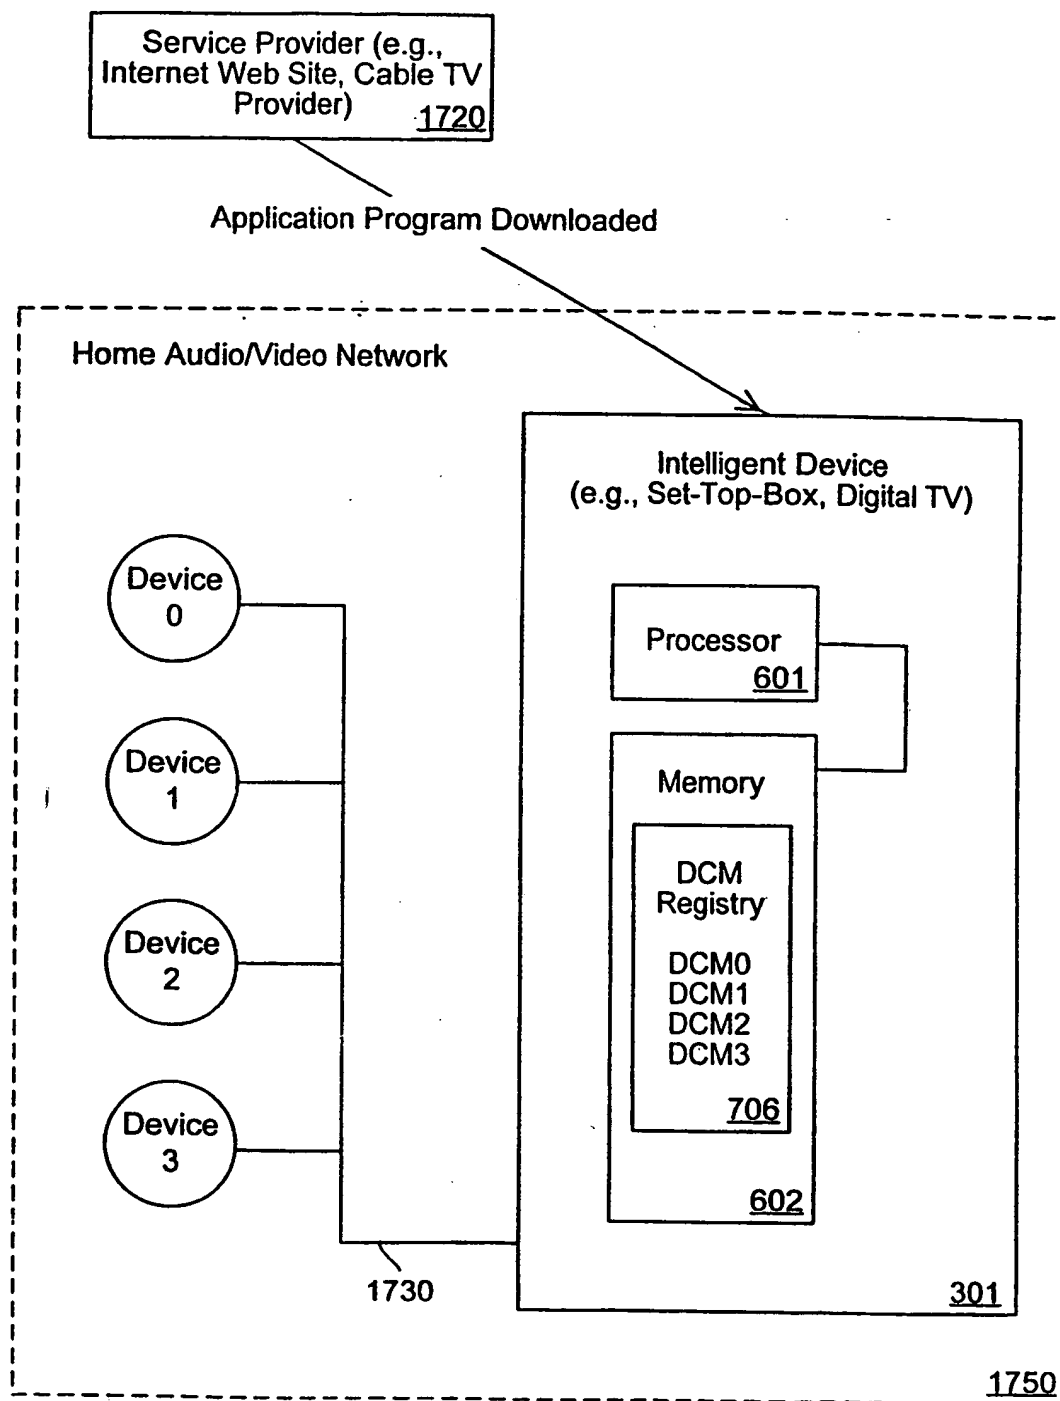 Service Provider (e.g.,
Internet Web Site, Cable TV
Provider)
1720
Application Program Downloaded
Home Audio/Video Network
Intelligent Device
(e.g., Set-Top-Box, Digital TV)
Device
0
Processor
601
Device
1
Memory
DCM
Registry
Device
2
DCM0
DCM1
DCM2
DCM3
706
Device
3
602
1730
301
1750